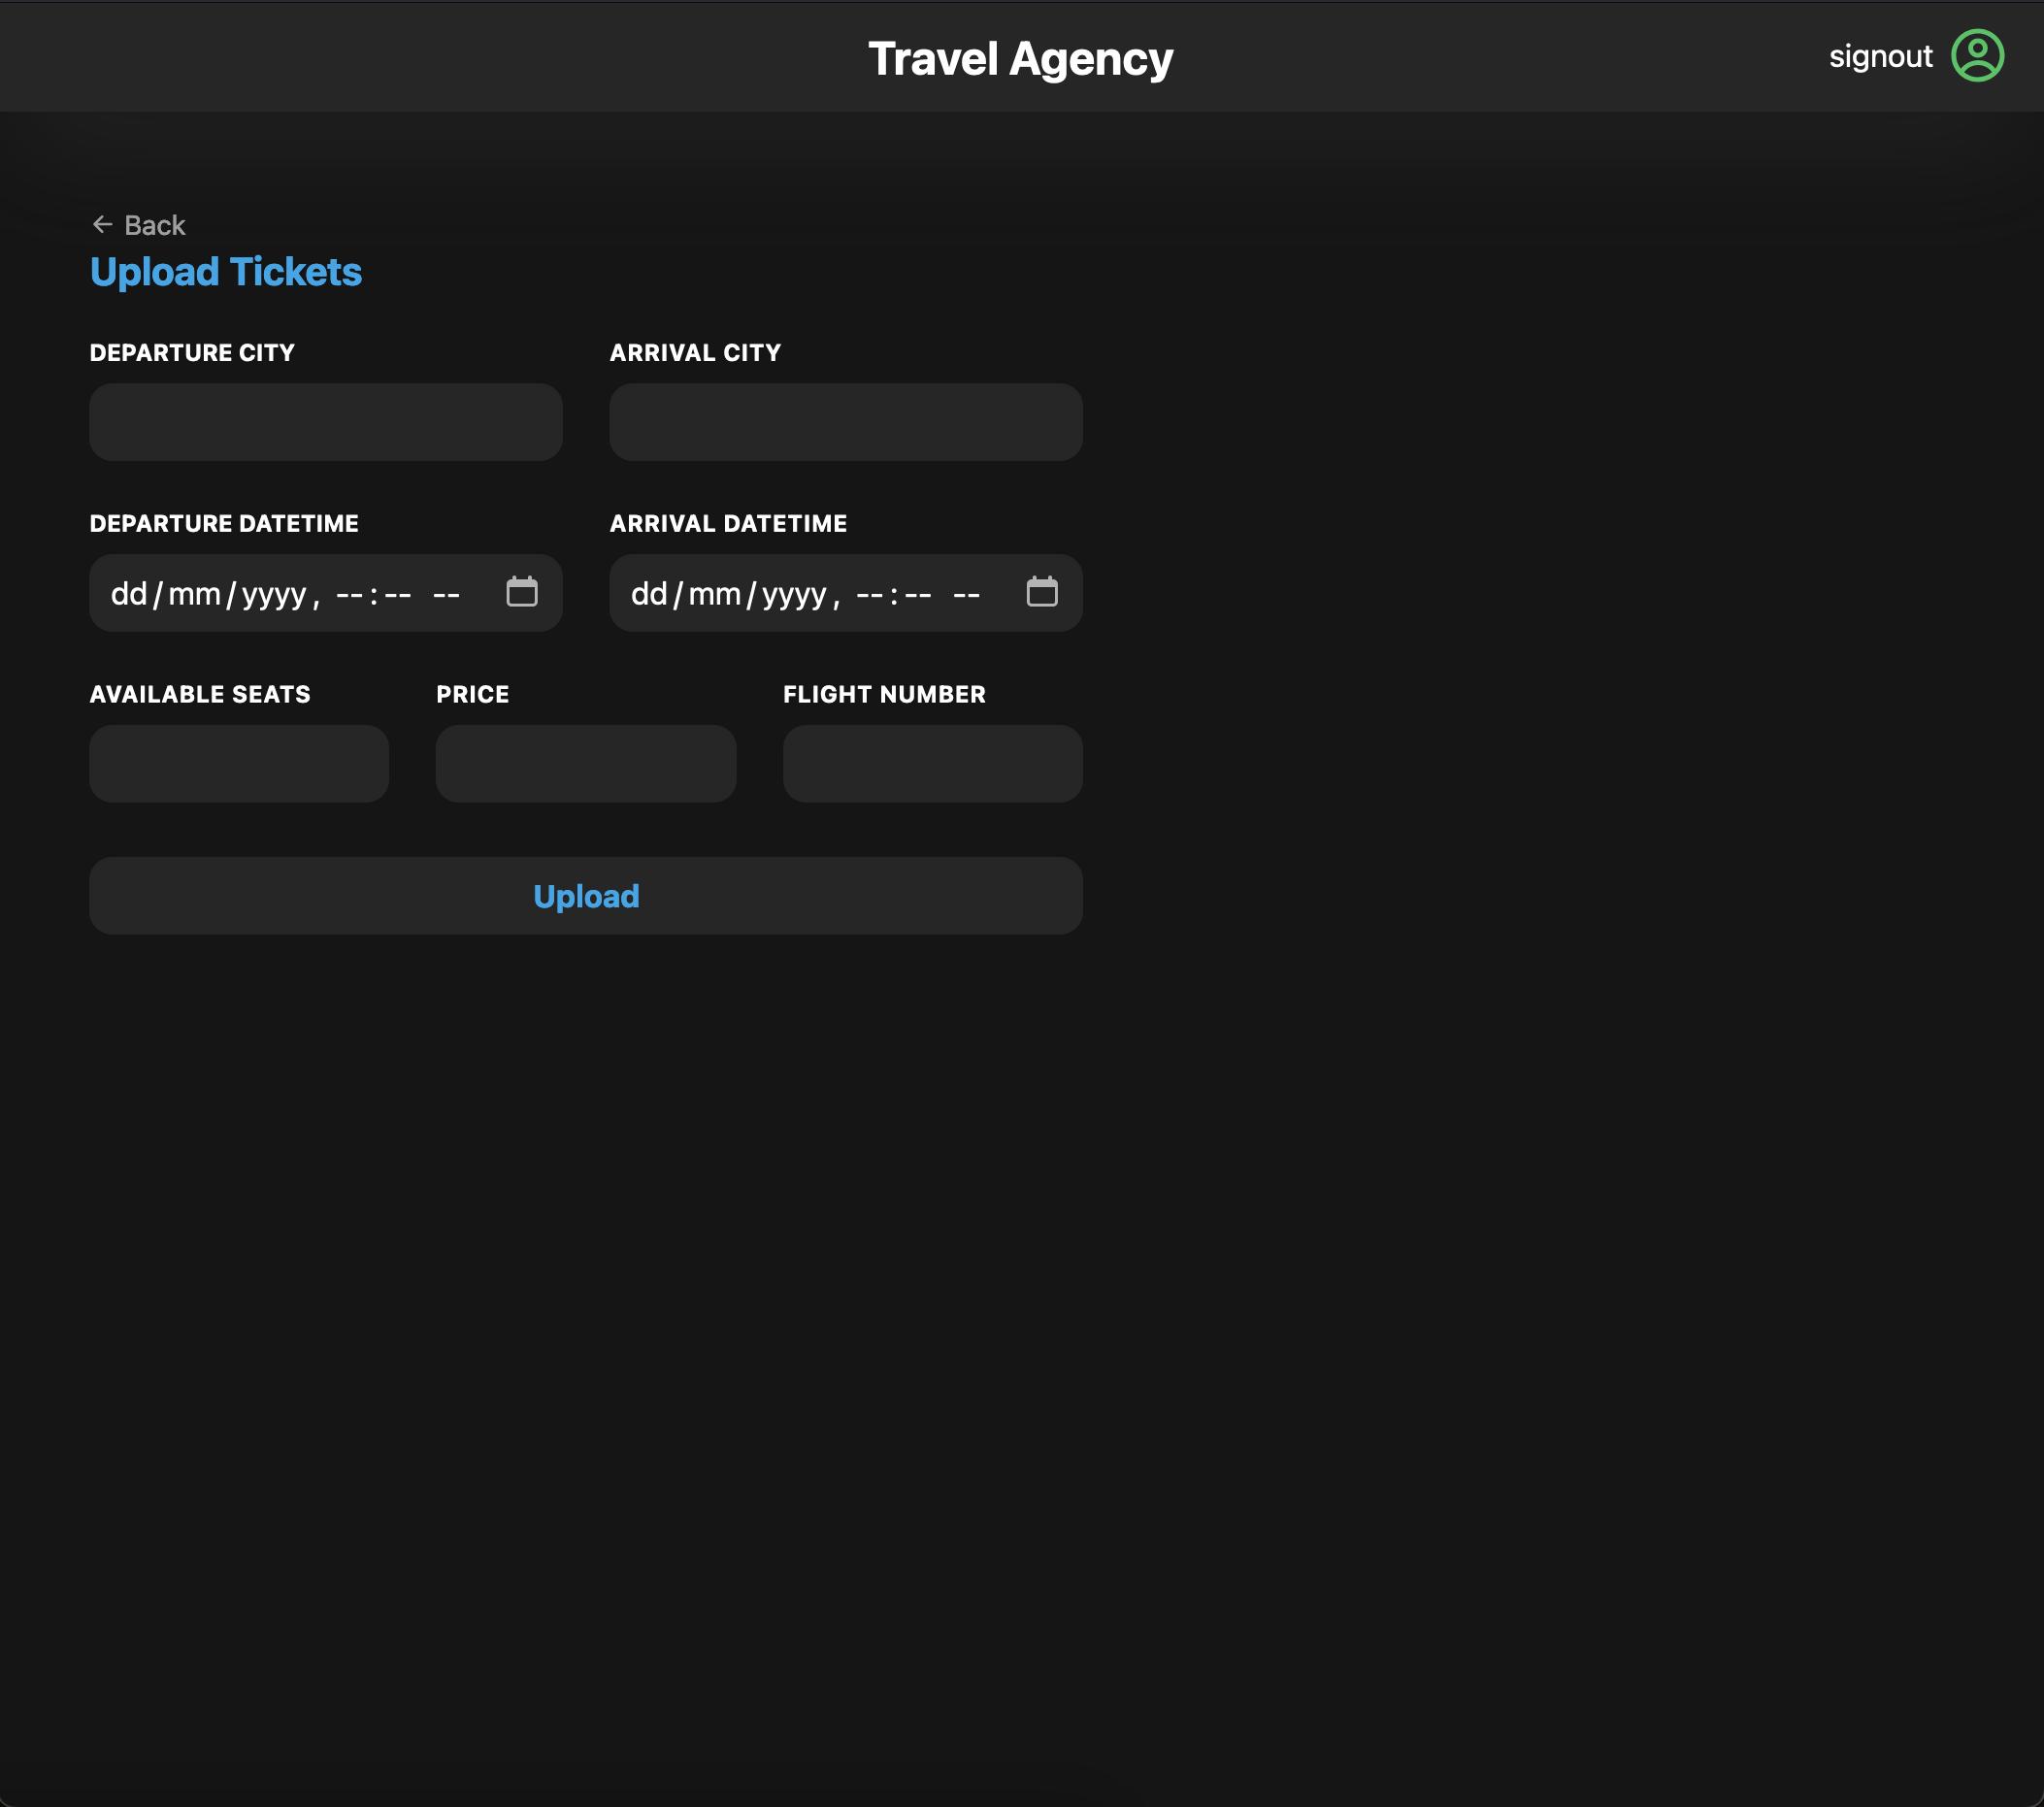 Travel Agency
signout
← Back
Upload Tickets
DEPARTURE CITY ARRIVAL CITY
DEPARTURE DATETIME ARRIVAL DATETIME
dd/mm/yyyy, --:-- -- dd/mm/yyyy, --:-- --
AVAILABLE SEATS PRICE FLIGHT NUMBER
Upload